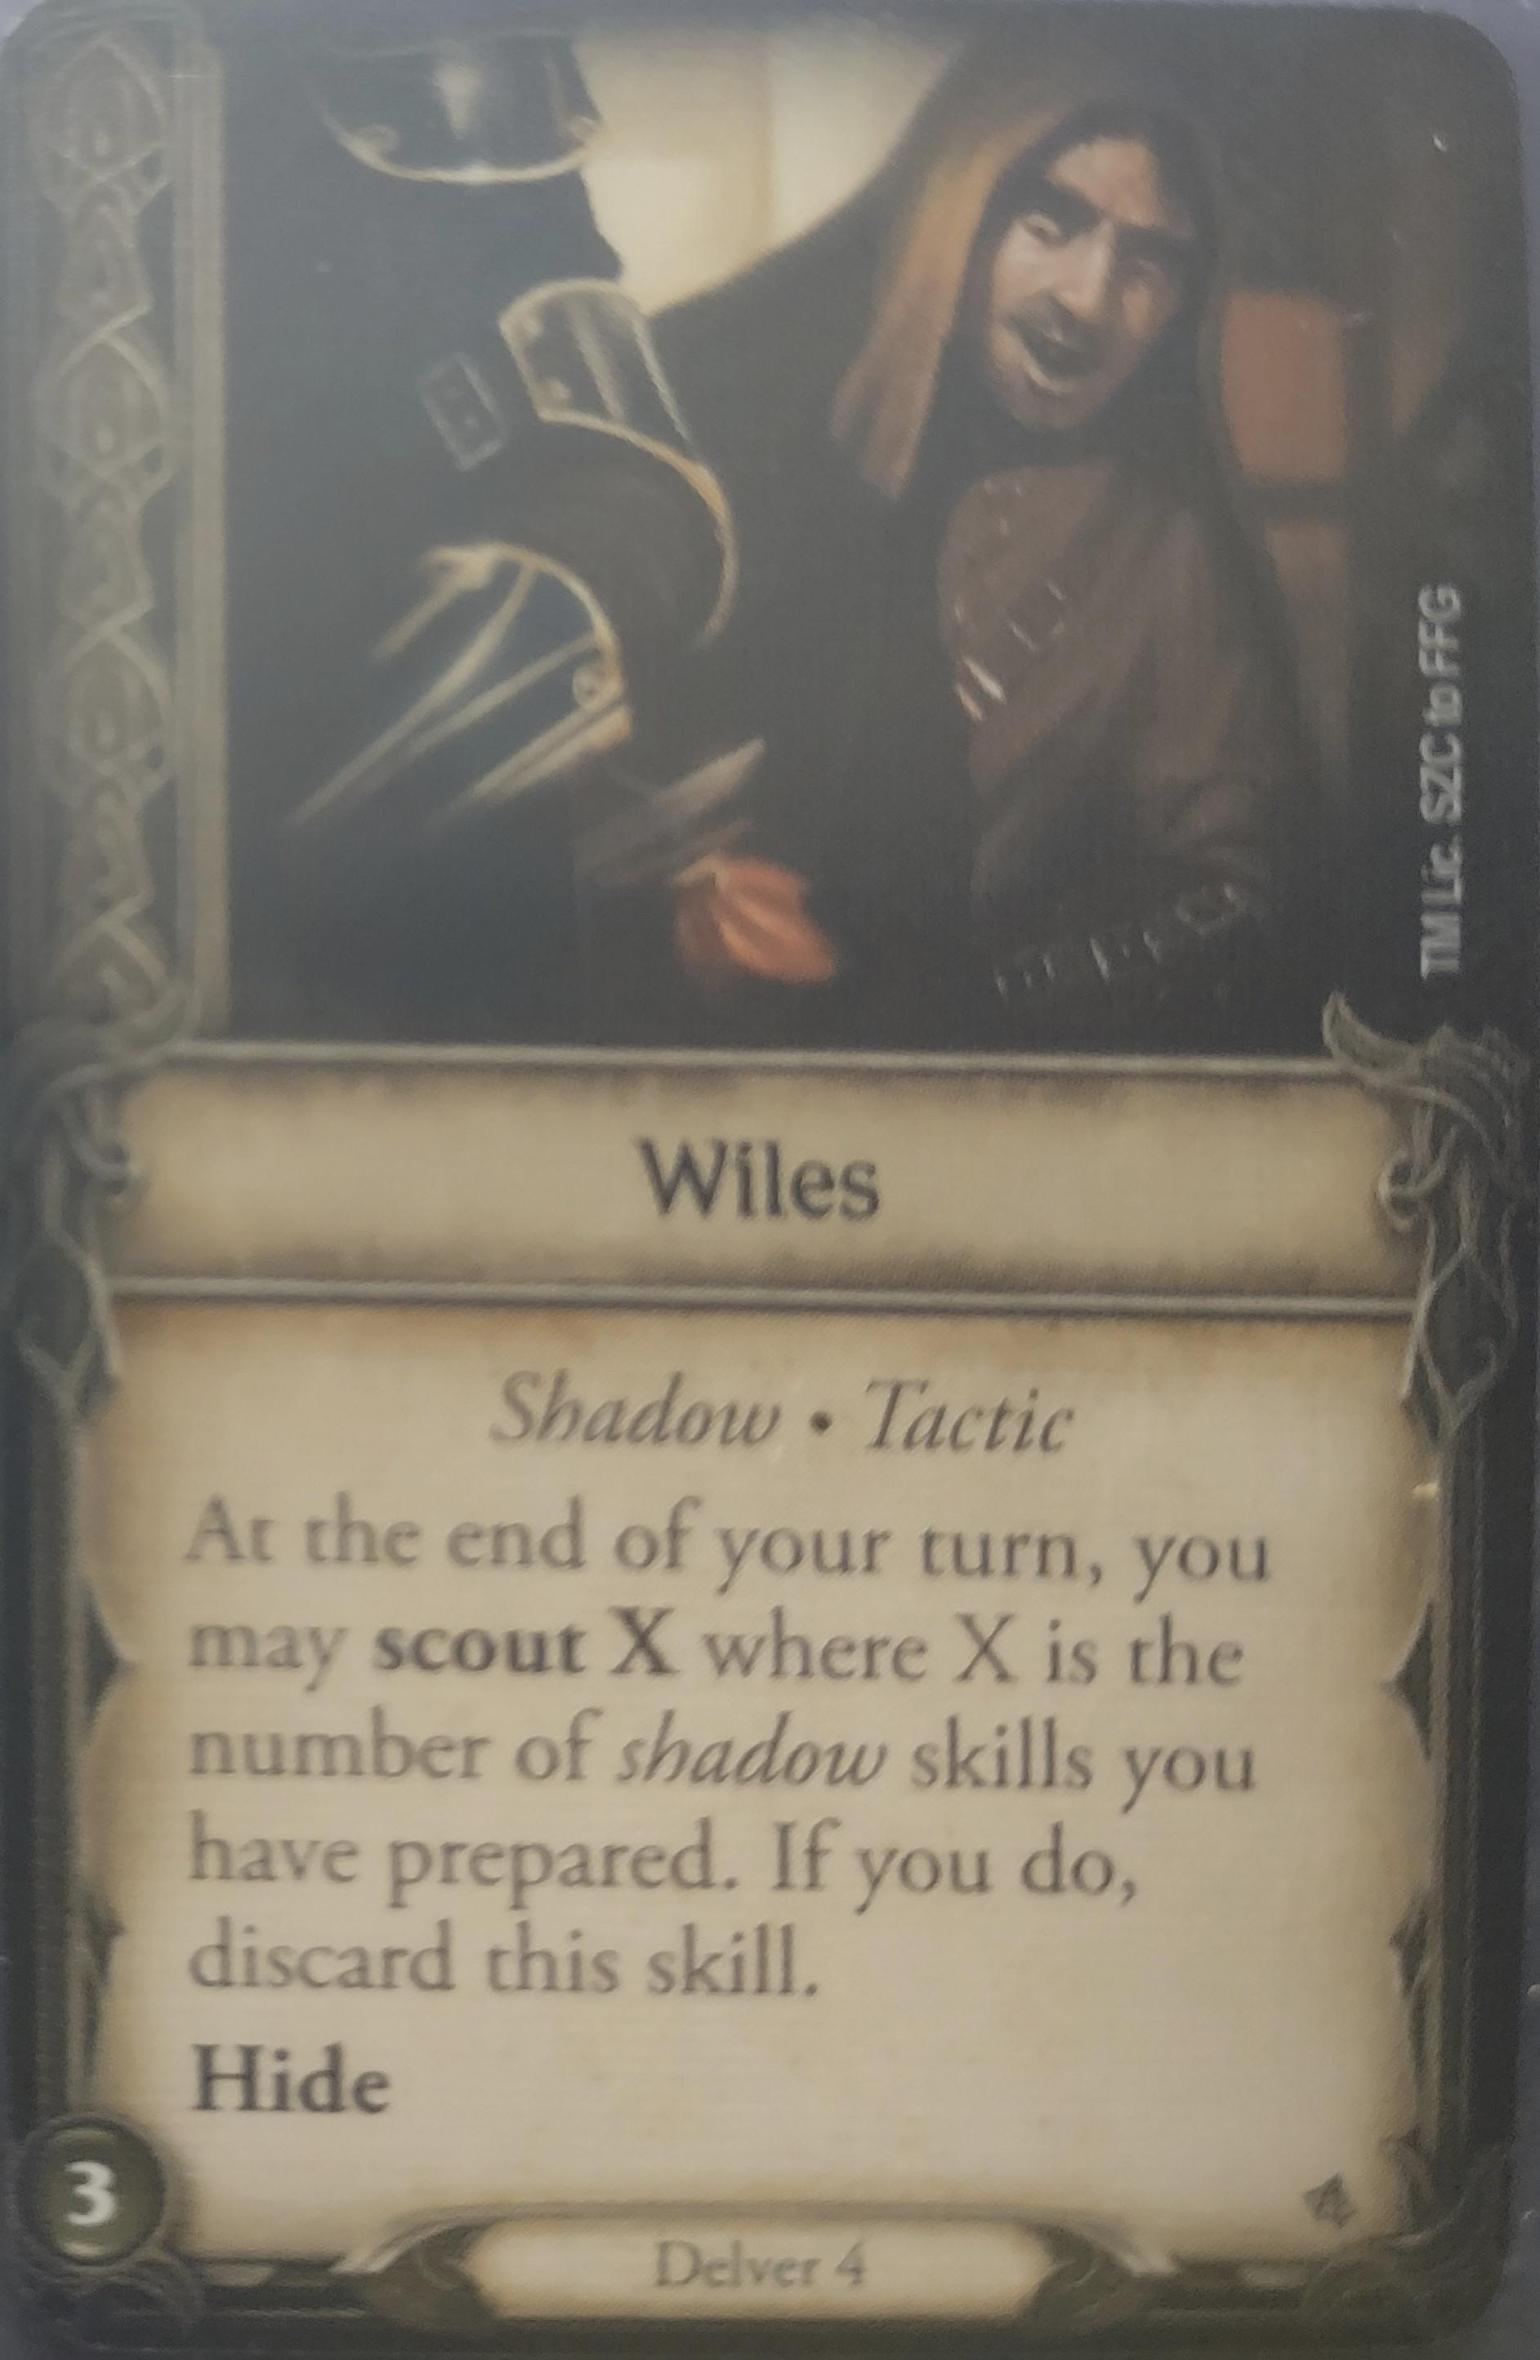 TM Lic. SZC to FFG
Wiles
Shadow • Tactic
At the end of your turn, you
may scout X where X is the
number of shadow skills you
have prepared. If you do,
discard this skill.
Hide
3
Delver 4